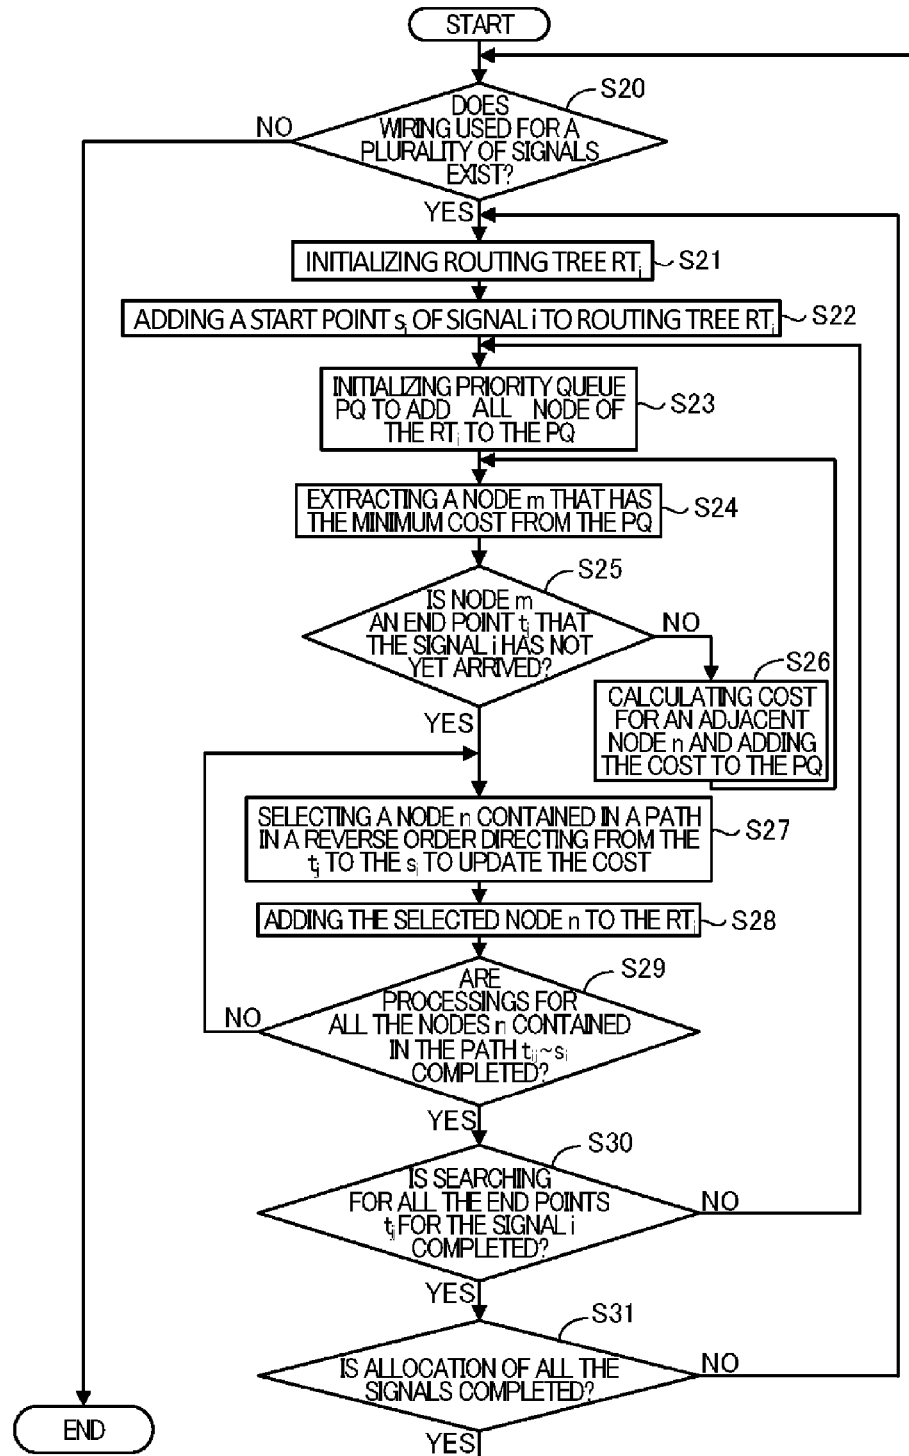 START
S20
DOES
WIRING USED FOR A
PLURALITY OF SIGNALS
EXIST?
NO
YES
INITIALIZING ROUTING TREE RTi
S21
ADDING A START POINT si OF SIGNAL i TO ROUTING TREE RTi
S22
INITIALIZING PRIORITY QUEUE
PQ TO ADD ALL NODE OF
THE RTi TO THE PQ
S23
EXTRACTING A NODE m THAT HAS
THE MINIMUM COST FROM THE PQ
S24
S25
IS NODE m
AN END POINT tij THAT
THE SIGNAL i HAS NOT
YET ARRIVED?
NO
YES
S26
CALCULATING COST
FOR AN ADJACENT
NODE n AND ADDING
THE COST TO THE PQ
SELECTING A NODE n CONTAINED IN A PATH
IN A REVERSE ORDER DIRECTING FROM THE
tij TO THE si TO UPDATE THE COST
S27
ADDING THE SELECTED NODE n TO THE RTi
S28
S29
ARE
PROCESSINGS FOR
ALL THE NODES n CONTAINED
IN THE PATH tij~si
COMPLETED?
NO
YES
S30
IS SEARCHING
FOR ALL THE END POINTS
tij FOR THE SIGNAL i
COMPLETED?
NO
YES
S31
IS ALLOCATION OF ALL THE
SIGNALS COMPLETED?
NO
YES
END